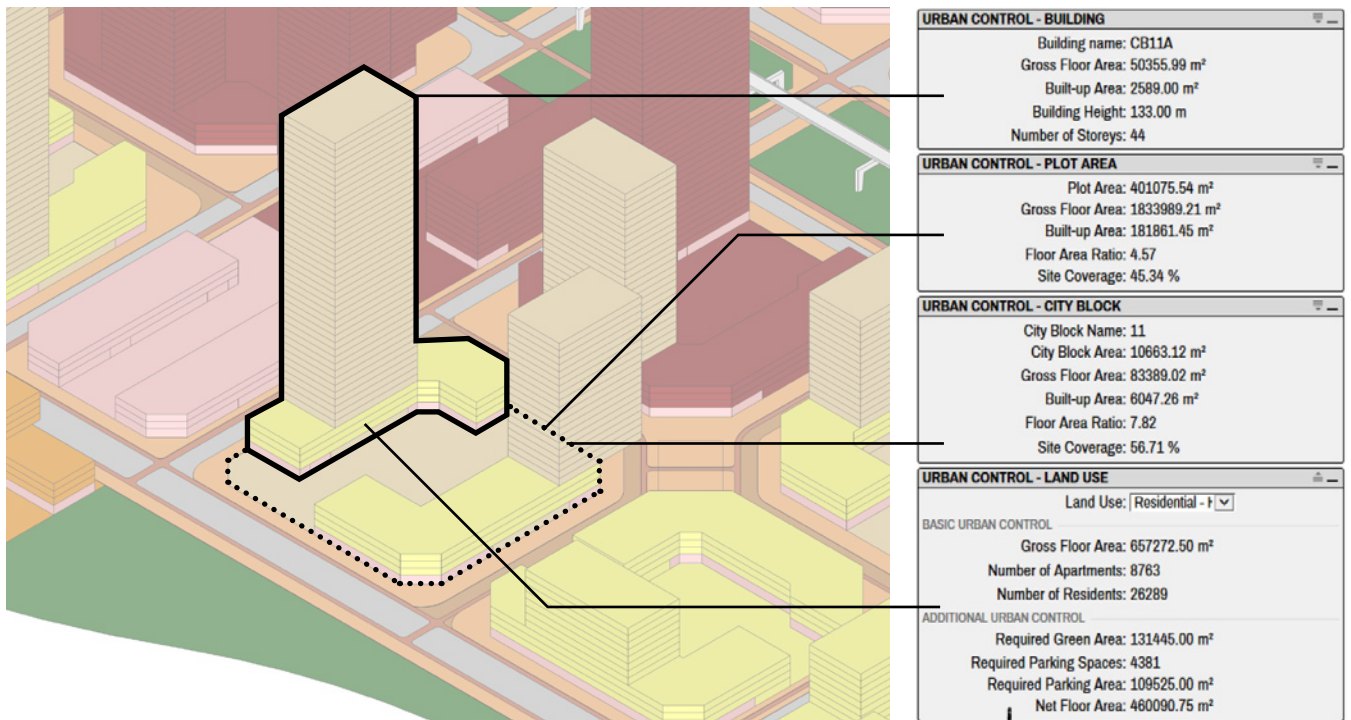 URBAN CONTROL - BUILDING
Building name: CB11A
Gross Floor Area: 50355.99 m²
Built-up Area: 2589.00 m²
Building Height: 133.00 m
Number of Storeys: 44
URBAN CONTROL - PLOT AREA
Plot Area: 401075.54 m²
Gross Floor Area: 1833989.21 m²
Built-up Area: 181861.45 m²
Floor Area Ratio: 4.57
Site Coverage: 45.34 %
URBAN CONTROL - CITY BLOCK
City Block Name: 11
City Block Area: 10663.12 m²
Gross Floor Area: 83389.02 m²
Built-up Area: 6047.26 m²
Floor Area Ratio: 7.82
Site Coverage: 56.71 %
URBAN CONTROL - LAND USE
Land Use: Residential -
BASIC URBAN CONTROL
Gross Floor Area: 657272.50 m²
Number of Apartments: 8763
Number of Residents: 26289
ADDITIONAL URBAN CONTROL
Required Green Area: 131445.00 m²
Required Parking Spaces: 4381
Required Parking Area: 109525.00 m²
Net Floor Area: 460090.75 m²